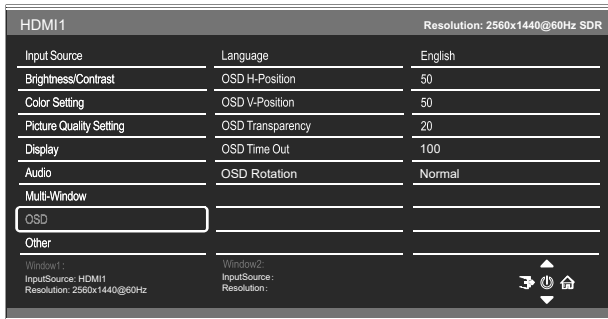 HDMI1 Resolution: 2560x1440@60Hz SDR
Input Source Language English
Brightness/Contrast OSD H-Position 50
Color Setting OSD V-Position 50
Picture Quality Setting OSD Transparency 20
Display OSD Time Out 100
Audio OSD Rotation Normal
Multi-Window
OSD
Other
Window1: Window2:
InputSource: HDMI1 InputSource:
Resolution: 2560x1440@60Hz Resolution: